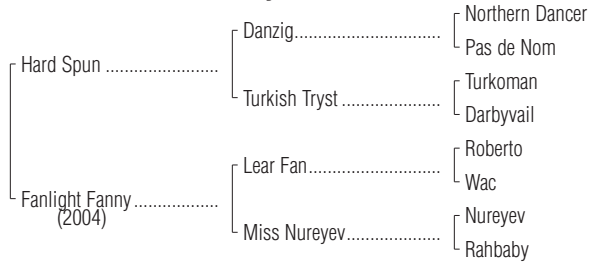 Northern Dancer
Danzig
Pas de Nom
Hard Spun
Turkoman
Turkish Tryst
Darbyvail
Roberto
Lear Fan
Wac
Fanlight Fanny
(2004)
Nureyev
Miss Nureyev
Rahbaby